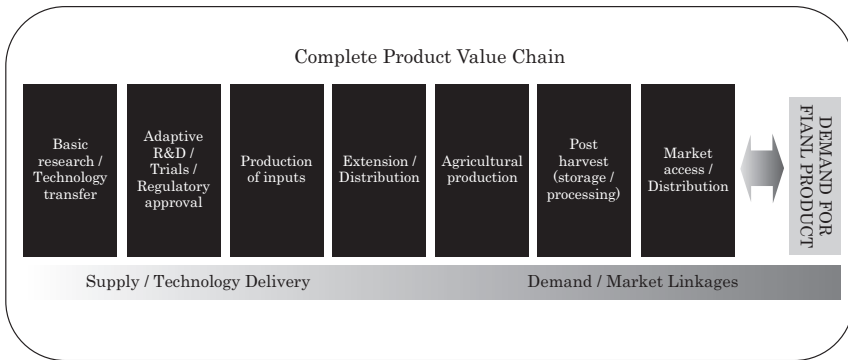 Complete Product Value Chain
Basic
research /
Technology
transfer
Adaptive
R&D /
Trials /
Regulatory
approval
Production
of inputs
Extension /
Distribution
Agricultural
production
Post
harvest
(storage /
processing)
Market
access /
Distribution
DEMAND FOR
FIANL PRODUCT
Supply / Technology Delivery
Demand / Market Linkages